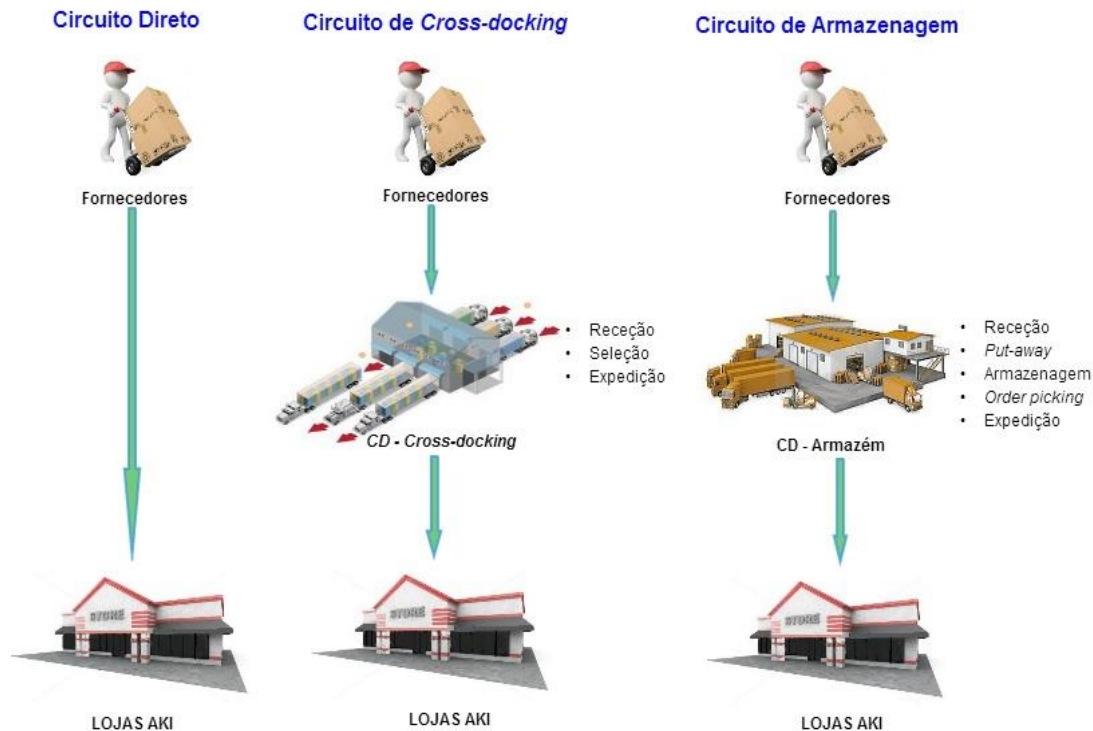 Circuito Direto
Fornecedores
STORE
LOJAS AKI
Circuito de Cross-docking
Fornecedores
• Receção
• Seleção
• Expedição
CD - Cross-docking
STORE
LOJAS AKI
Circuito de Armazenagem
Fornecedores
• Receção
• Put-away
• Armazenagem
• Order picking
• Expedição
CD - Armazém
STORE
LOJAS AKI